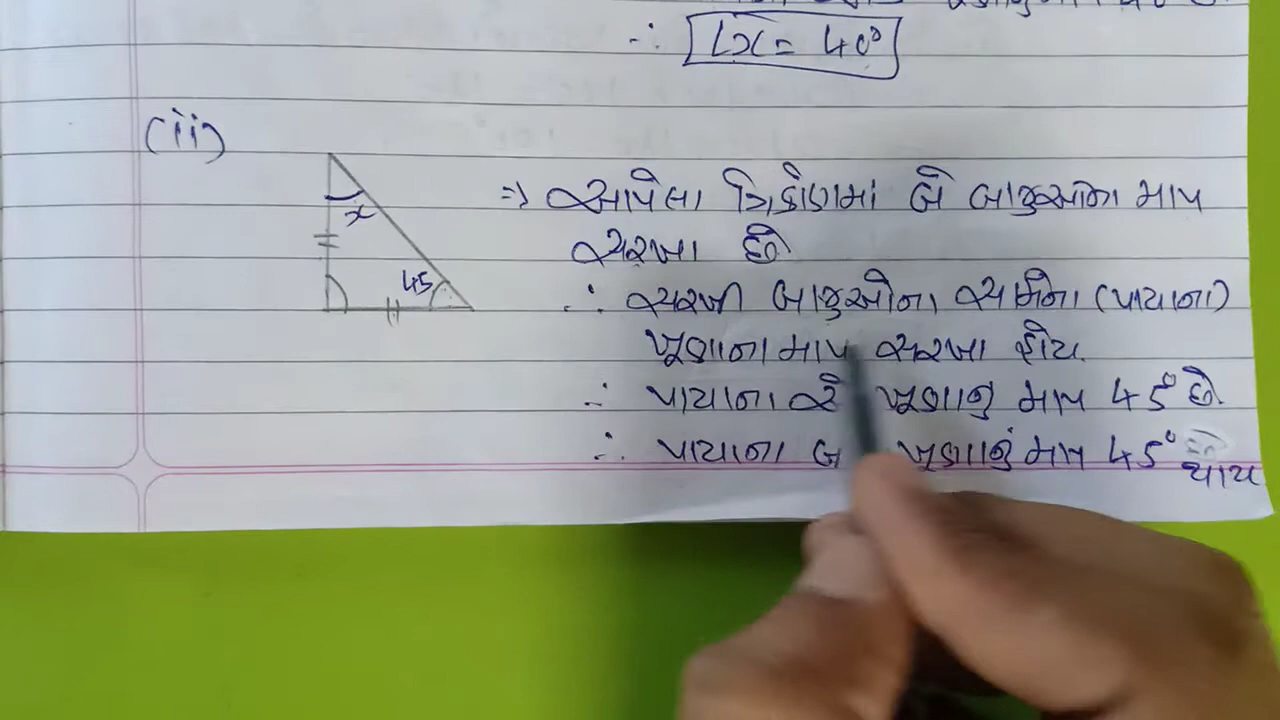 ∴ ∠x = 40°
(ii)
x
45
⇒ આપેલા ત્રિકોણમાં બે બાજુઓના માપ
સરખા છે
∴ સરખી બાજુઓના સામેના (પાયાના)
ખૂણાના માપ સરખા હોય.
∴ પાયાના ખૂણાનુ માપ 45° છે.
∴ પાયાના ખૂણાનું માપ 45°
થાય